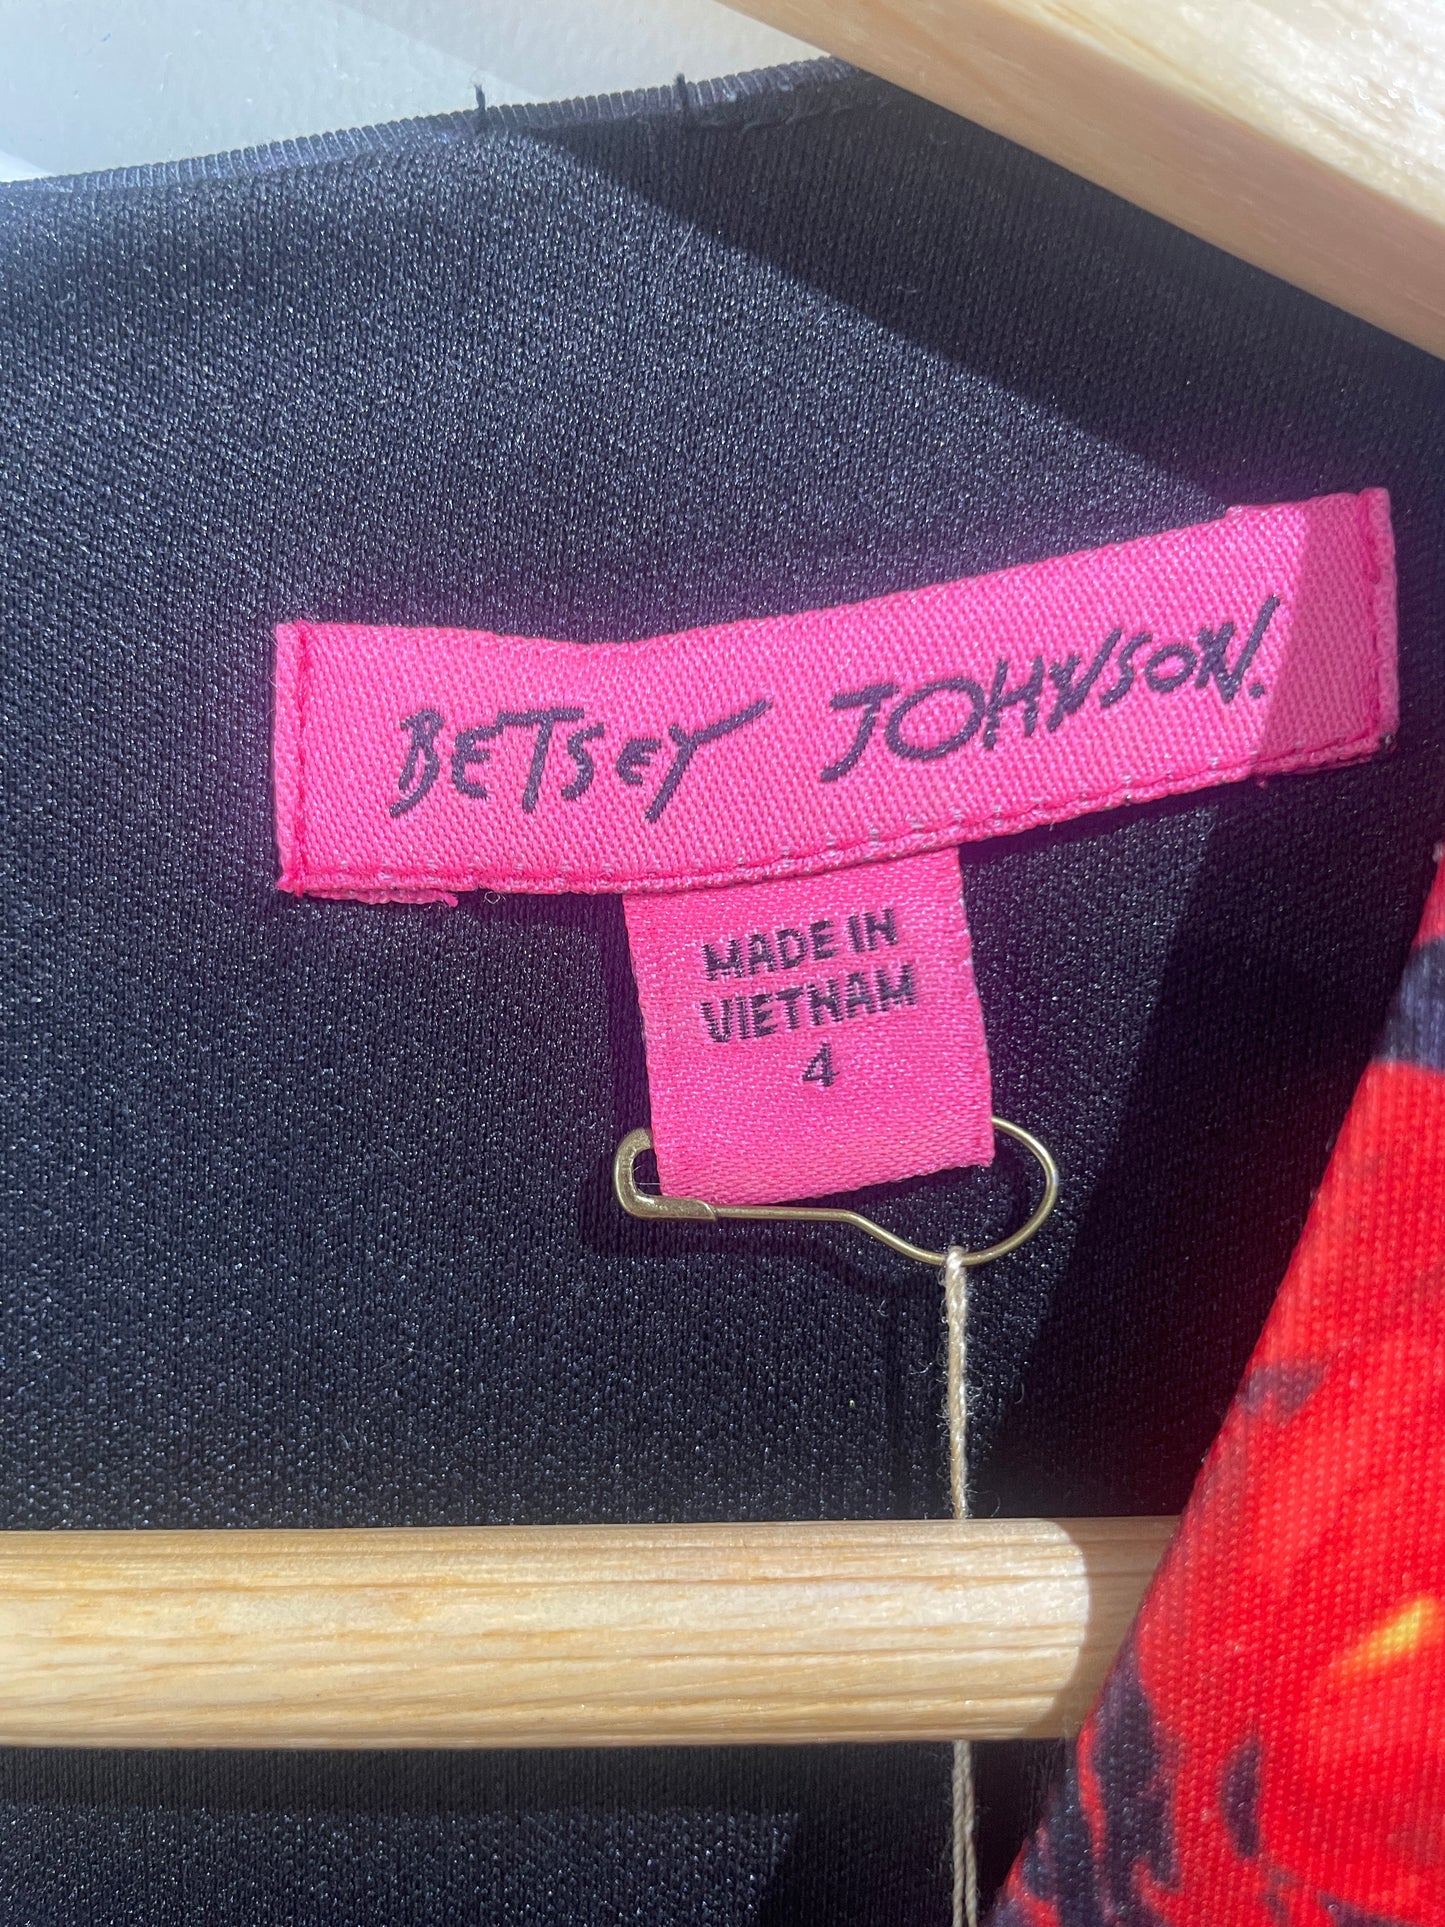 BETSEY JOHNSON.
MADE IN
VIETNAM
4